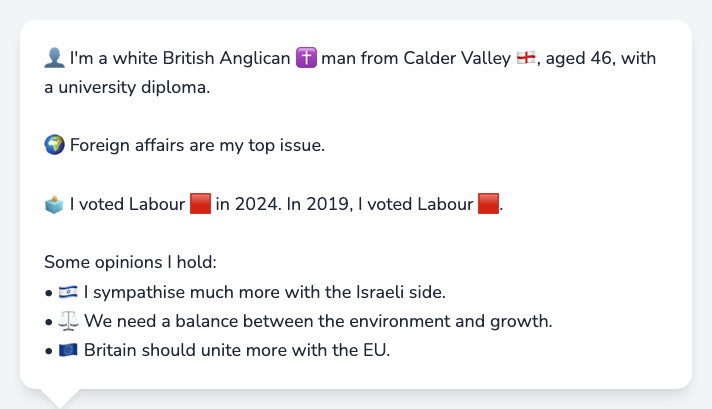 👤 I'm a white British Anglican ✝️ man from Calder Valley 🏴󠁧󠁢󠁥󠁮󠁧󠁿, aged 46, with
a university diploma.
🌍 Foreign affairs are my top issue.
🗳️ I voted Labour 🟥 in 2024. In 2019, I voted Labour 🟥.
Some opinions I hold:
• 🇮🇱 I sympathise much more with the Israeli side.
• ⚖️ We need a balance between the environment and growth.
• 🇪🇺 Britain should unite more with the EU.